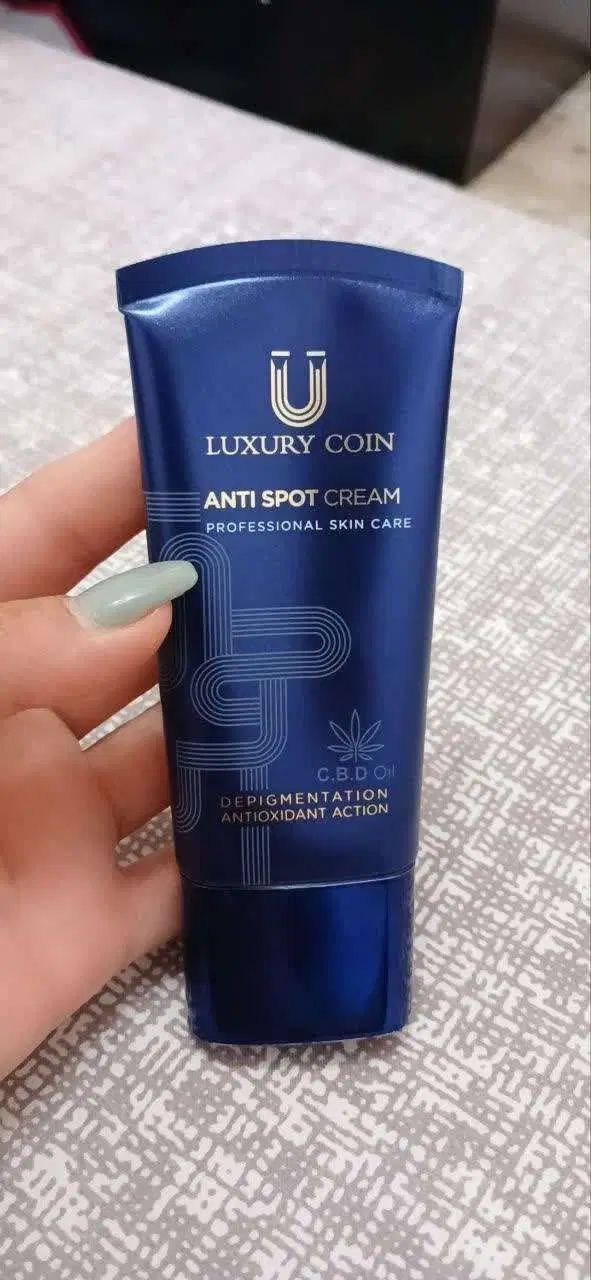 LUXURY COIN
ANTI SPOT CREAM
PROFESSIONAL SKIN CARE
C.B.D Oil
DEPIGMENTATION
ANTIOXIDANT ACTION